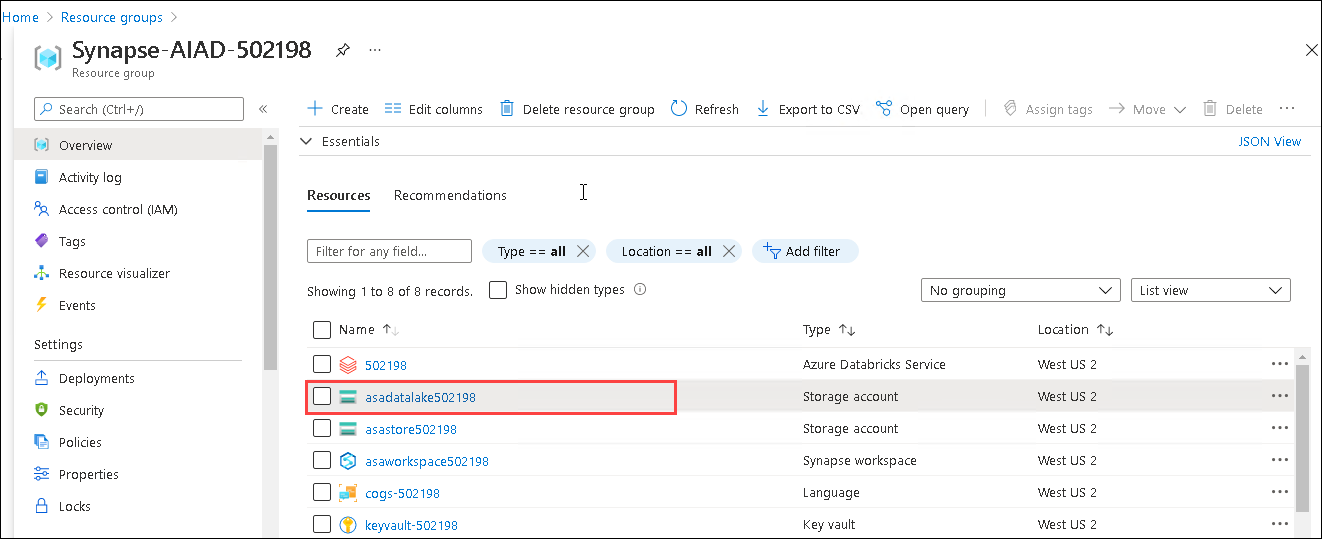 Home > Resource groups >
Synapse-AIAD-502198 ...
Resource group
Search (Ctrl+/) «
Overview
Activity log
Access control (IAM)
Tags
Resource visualizer
Events
Settings
Deployments
Security
Policies
Properties
Locks
Create Edit columns Delete resource group Refresh Export to CSV Open query Assign tags Move Delete ...
Essentials JSON View
Resources Recommendations
Filter for any field... Type == all Location == all Add filter
Showing 1 to 8 of 8 records. Show hidden types No grouping List view
Name Type Location
502198 Azure Databricks Service West US 2 ...
asadatalake502198 Storage account West US 2 ...
asastore502198 Storage account West US 2 ...
asaworkspace502198 Synapse workspace West US 2 ...
cogs-502198 Language West US 2 ...
keyvault-502198 Key vault West US 2 ...